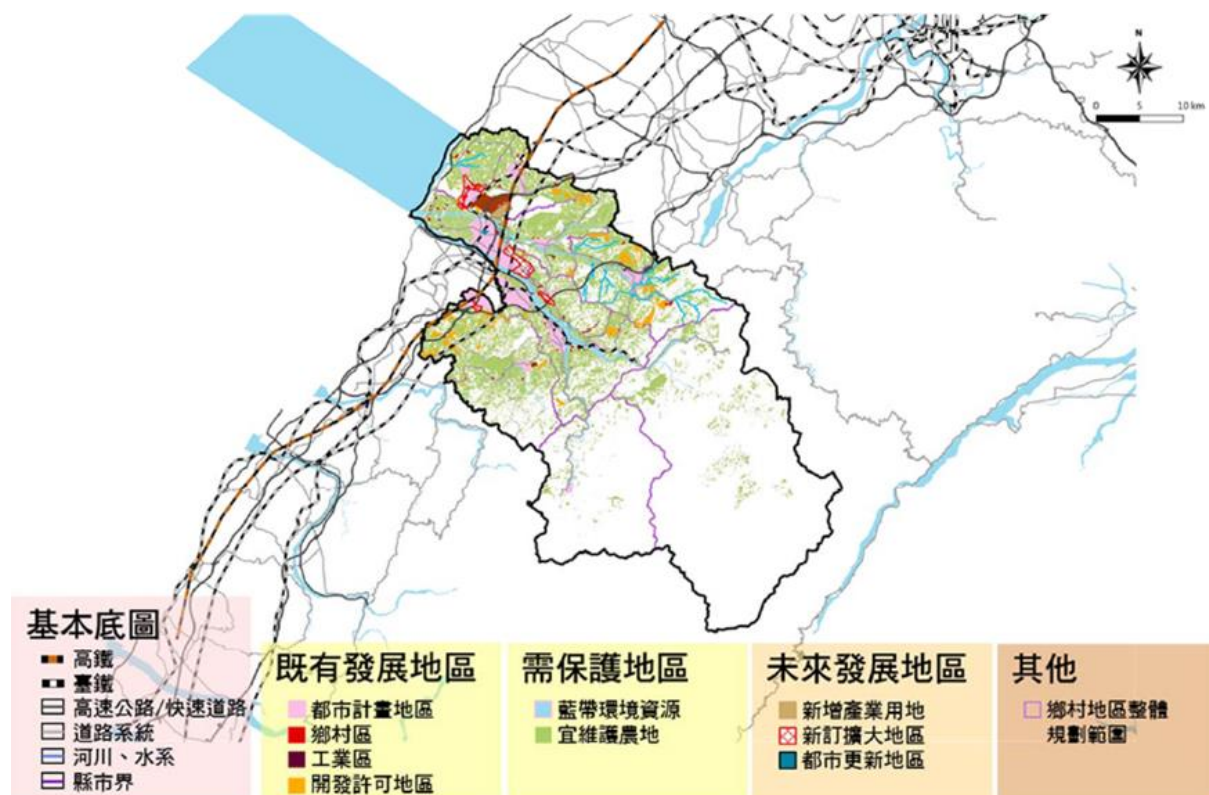 N
0 5 10 km
基本底圖
高鐵
臺鐵
高速公路/快速道路
道路系統
河川、水系
縣市界
既有發展地區
都市計畫地區
鄉村區
工業區
開發許可地區
需保護地區
藍帶環境資源
宜維護農地
未來發展地區
新增產業用地
新訂擴大地區
都市更新地區
其他
鄉村地區整體
規劃範圍